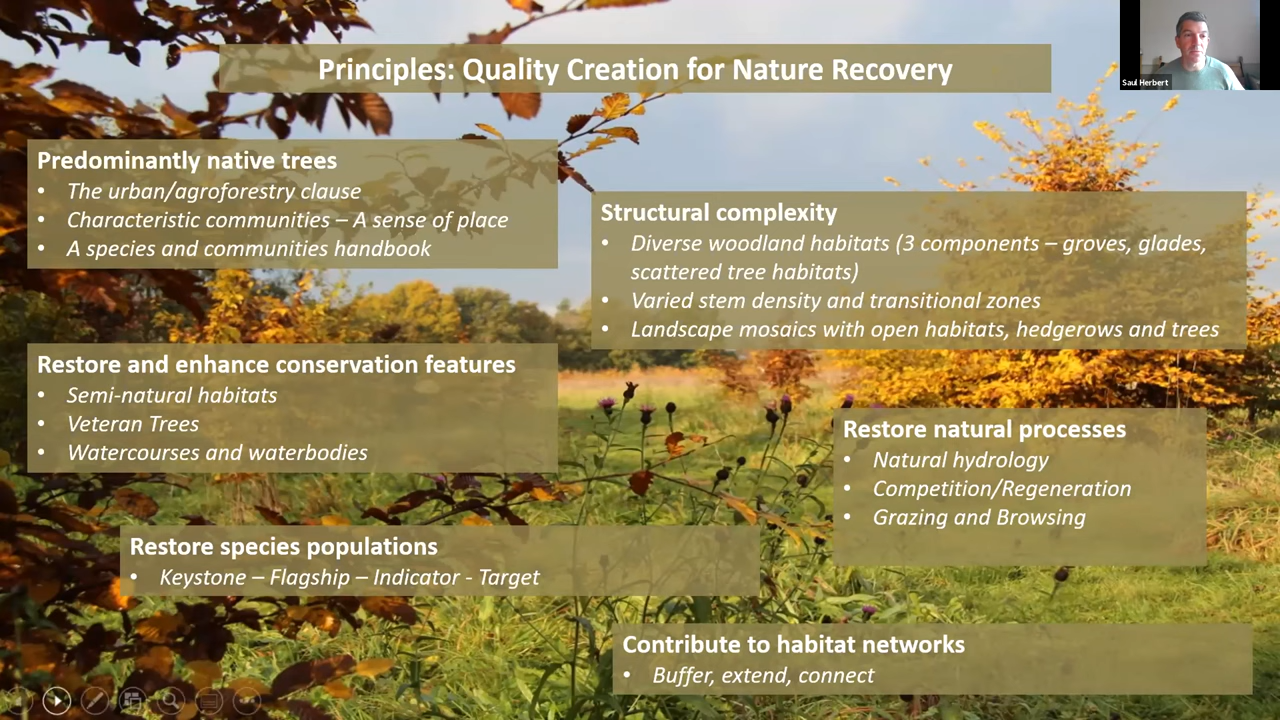 Principles: Quality Creation for Nature Recovery
Saul Herbert
Predominantly native trees
• The urban/agroforestry clause
• Characteristic communities – A sense of place
• A species and communities handbook
Structural complexity
• Diverse woodland habitats (3 components – groves, glades,
scattered tree habitats)
• Varied stem density and transitional zones
• Landscape mosaics with open habitats, hedgerows and trees
Restore and enhance conservation features
• Semi-natural habitats
• Veteran Trees
• Watercourses and waterbodies
Restore natural processes
• Natural hydrology
• Competition/Regeneration
• Grazing and Browsing
Restore species populations
• Keystone – Flagship – Indicator - Target
Contribute to habitat networks
• Buffer, extend, connect